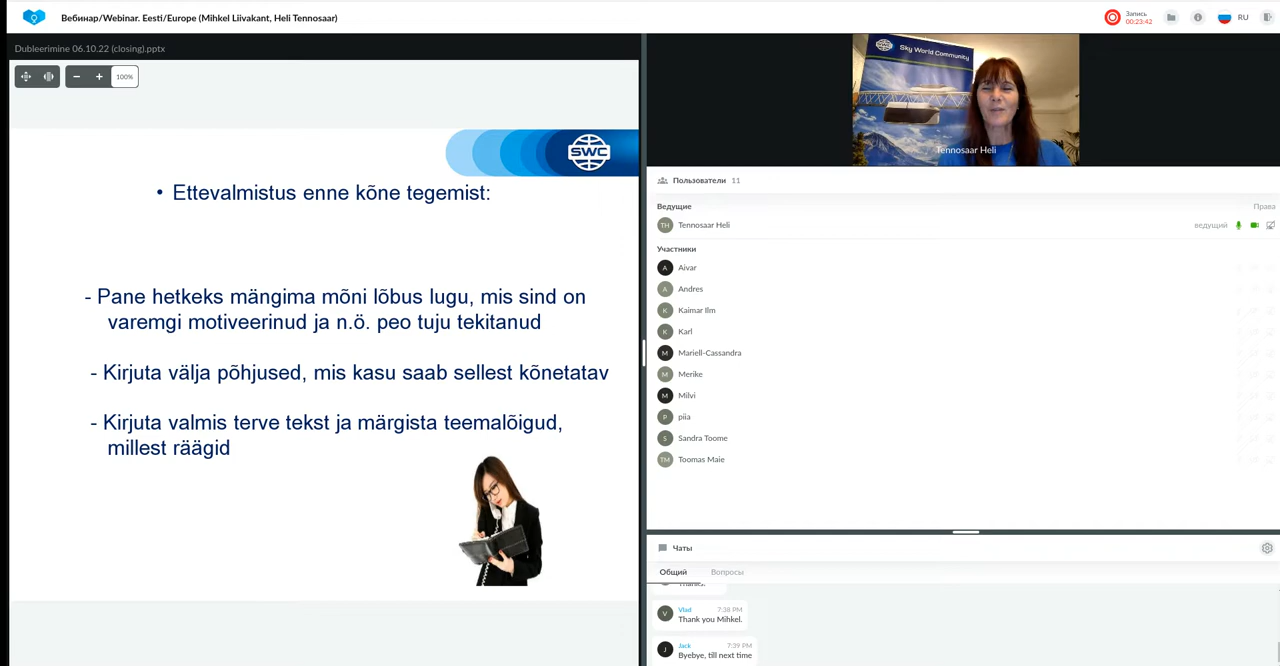 Вебинар/Webinar. Eesti/Europe (Mihkel Liivakant, Heli Tennosaar)
Запись
00:23:42
RU
Dubleerimine 06.10.22 (closing).pptx
100%
SWC
• Ettevalmistus enne kõne tegemist:
- Pane hetkeks mängima mõni lõbus lugu, mis sind on
varemgi motiveerinud ja n.ö. peo tuju tekitanud
- Kirjuta välja põhjused, mis kasu saab sellest kõnetatav
- Kirjuta valmis terve tekst ja märgista teemalõigud,
millest räägid
Sky World Community
Tennosaar Heli
Пользователи 11
Ведущие
Права
TH Tennosaar Heli
ведущий
Участники
A Aivar
A Andres
K Kaimar Ilm
K Karl
M Mariell-Cassandra
M Merike
M Milvi
P piia
S Sandra Toome
TM Toomas Maie
Чаты
Общий Вопросы
Thanks.
V Vlad 7:38 PM
Thank you Mihkel.
J Jack 7:39 PM
Byebye, till next time